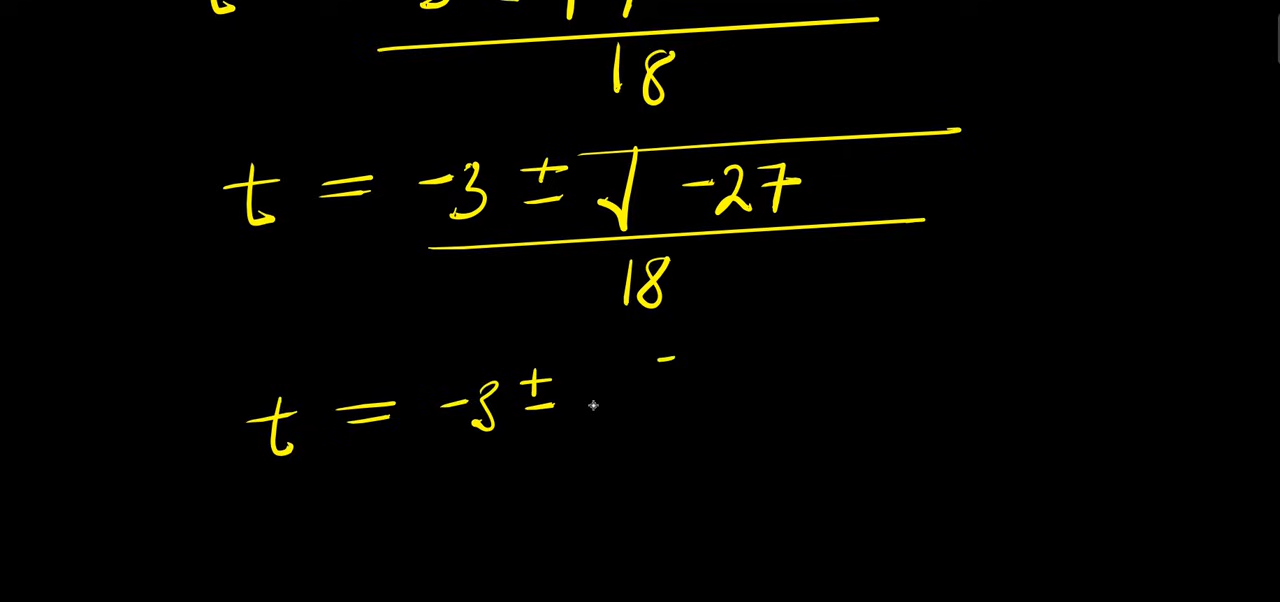 18
t = -3 ± √-27
18
-
t = -3 ±